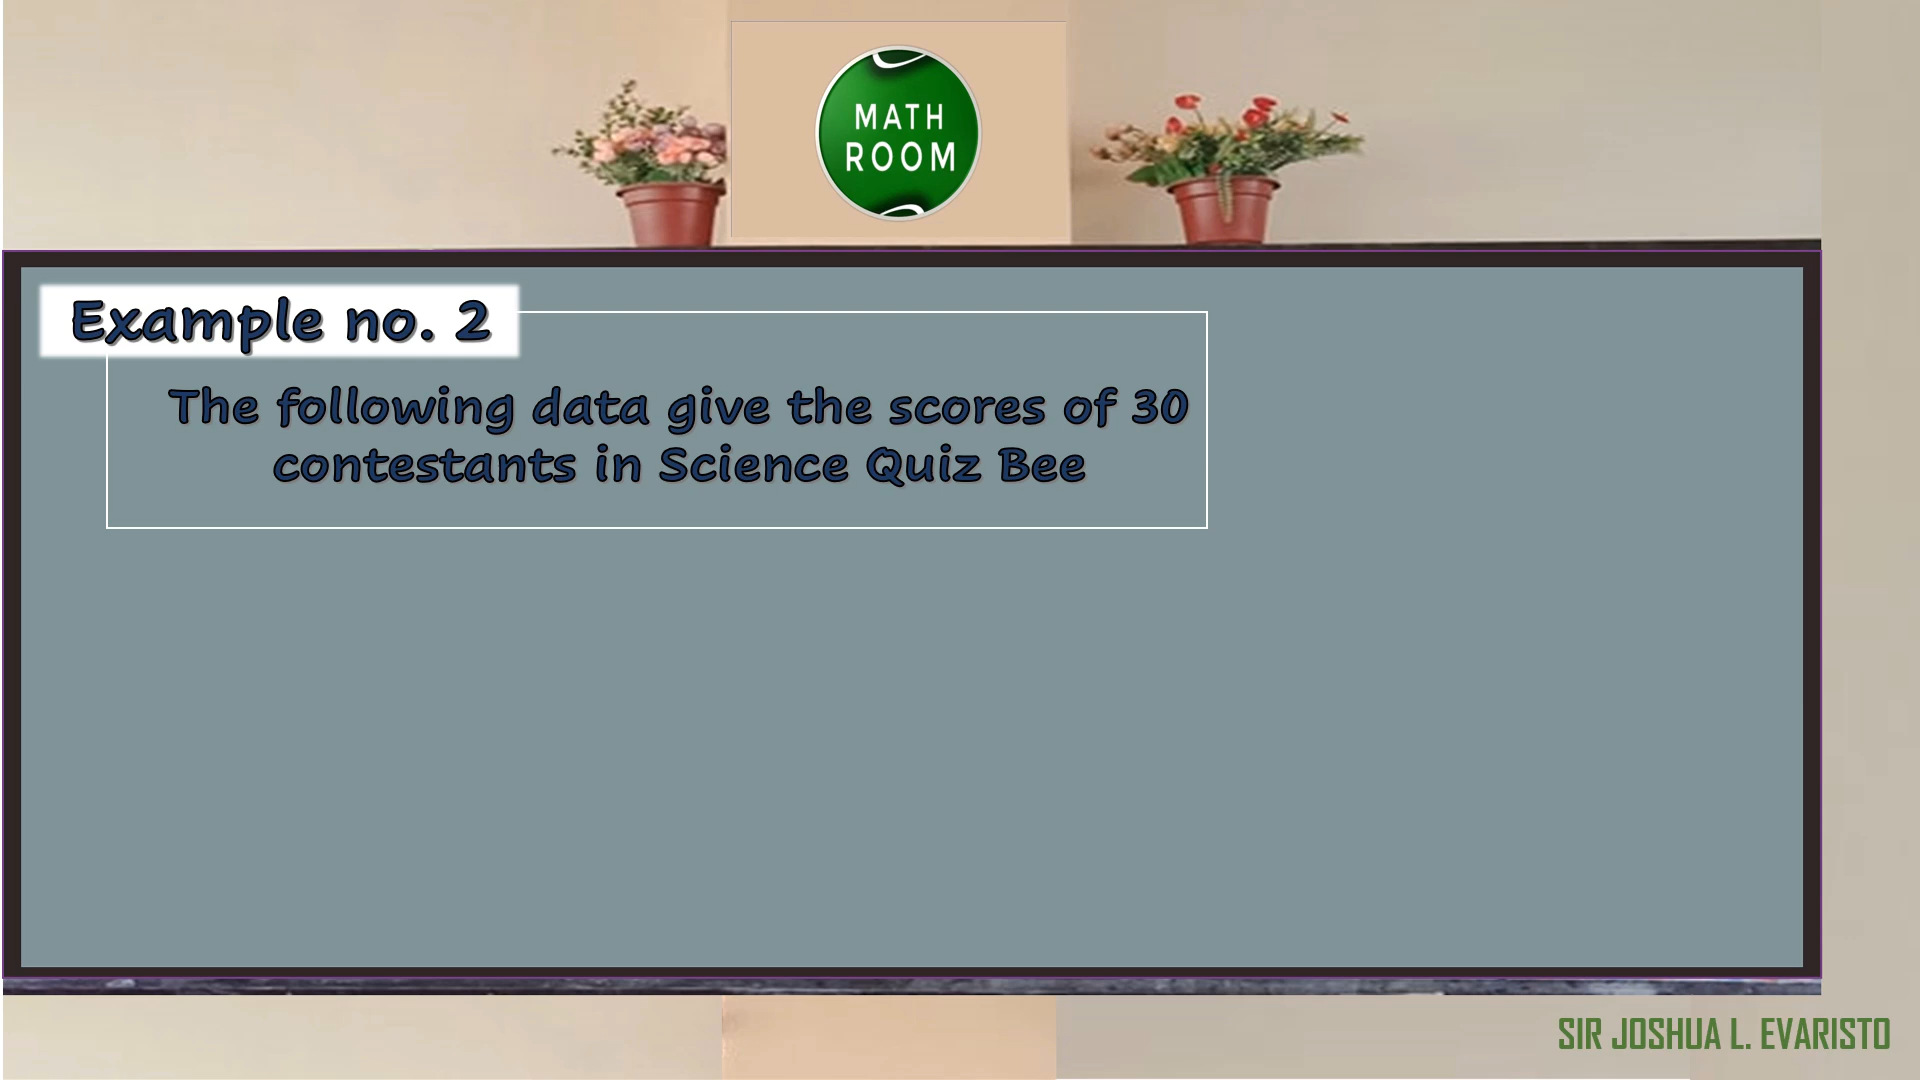 MATH
ROOM
Example no. 2
The following data give the scores of 30
contestants in Science Quiz Bee
SIR JOSHUA L. EVARISTO